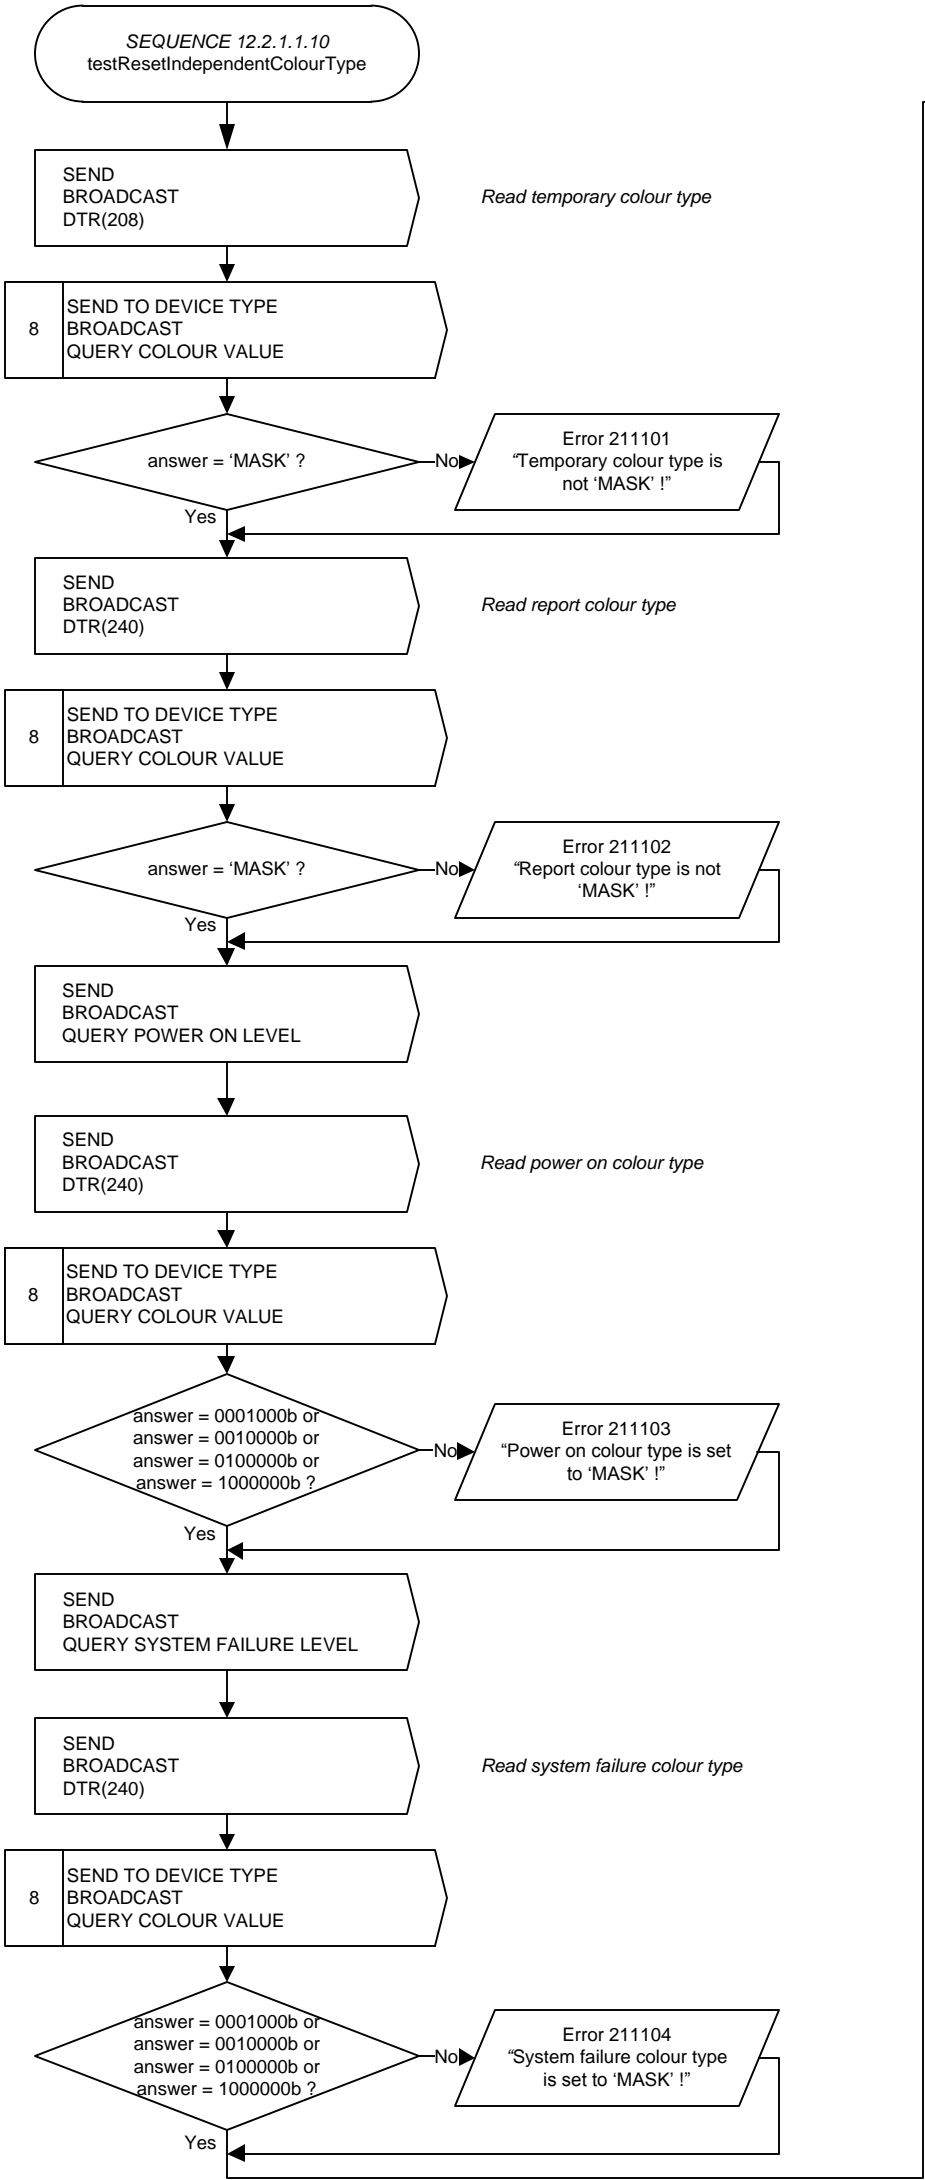 SEQUENCE 12.2.1.1.10
testResetIndependentColourType
SEND
BROADCAST
DTR(208)
Read temporary colour type
8
SEND TO DEVICE TYPE
BROADCAST
QUERY COLOUR VALUE
answer = ‘MASK’ ?
No
Error 211101
“Temporary colour type is
not ‘MASK’ !”
Yes
SEND
BROADCAST
DTR(240)
Read report colour type
8
SEND TO DEVICE TYPE
BROADCAST
QUERY COLOUR VALUE
answer = ‘MASK’ ?
No
Error 211102
“Report colour type is not
‘MASK’ !”
Yes
SEND
BROADCAST
QUERY POWER ON LEVEL
SEND
BROADCAST
DTR(240)
Read power on colour type
8
SEND TO DEVICE TYPE
BROADCAST
QUERY COLOUR VALUE
answer = 0001000b or
answer = 0010000b or
answer = 0100000b or
answer = 1000000b ?
No
Error 211103
“Power on colour type is set
to ‘MASK’ !”
Yes
SEND
BROADCAST
QUERY SYSTEM FAILURE LEVEL
SEND
BROADCAST
DTR(240)
Read system failure colour type
8
SEND TO DEVICE TYPE
BROADCAST
QUERY COLOUR VALUE
answer = 0001000b or
answer = 0010000b or
answer = 0100000b or
answer = 1000000b ?
No
Error 211104
“System failure colour type
is set to ‘MASK’ !”
Yes